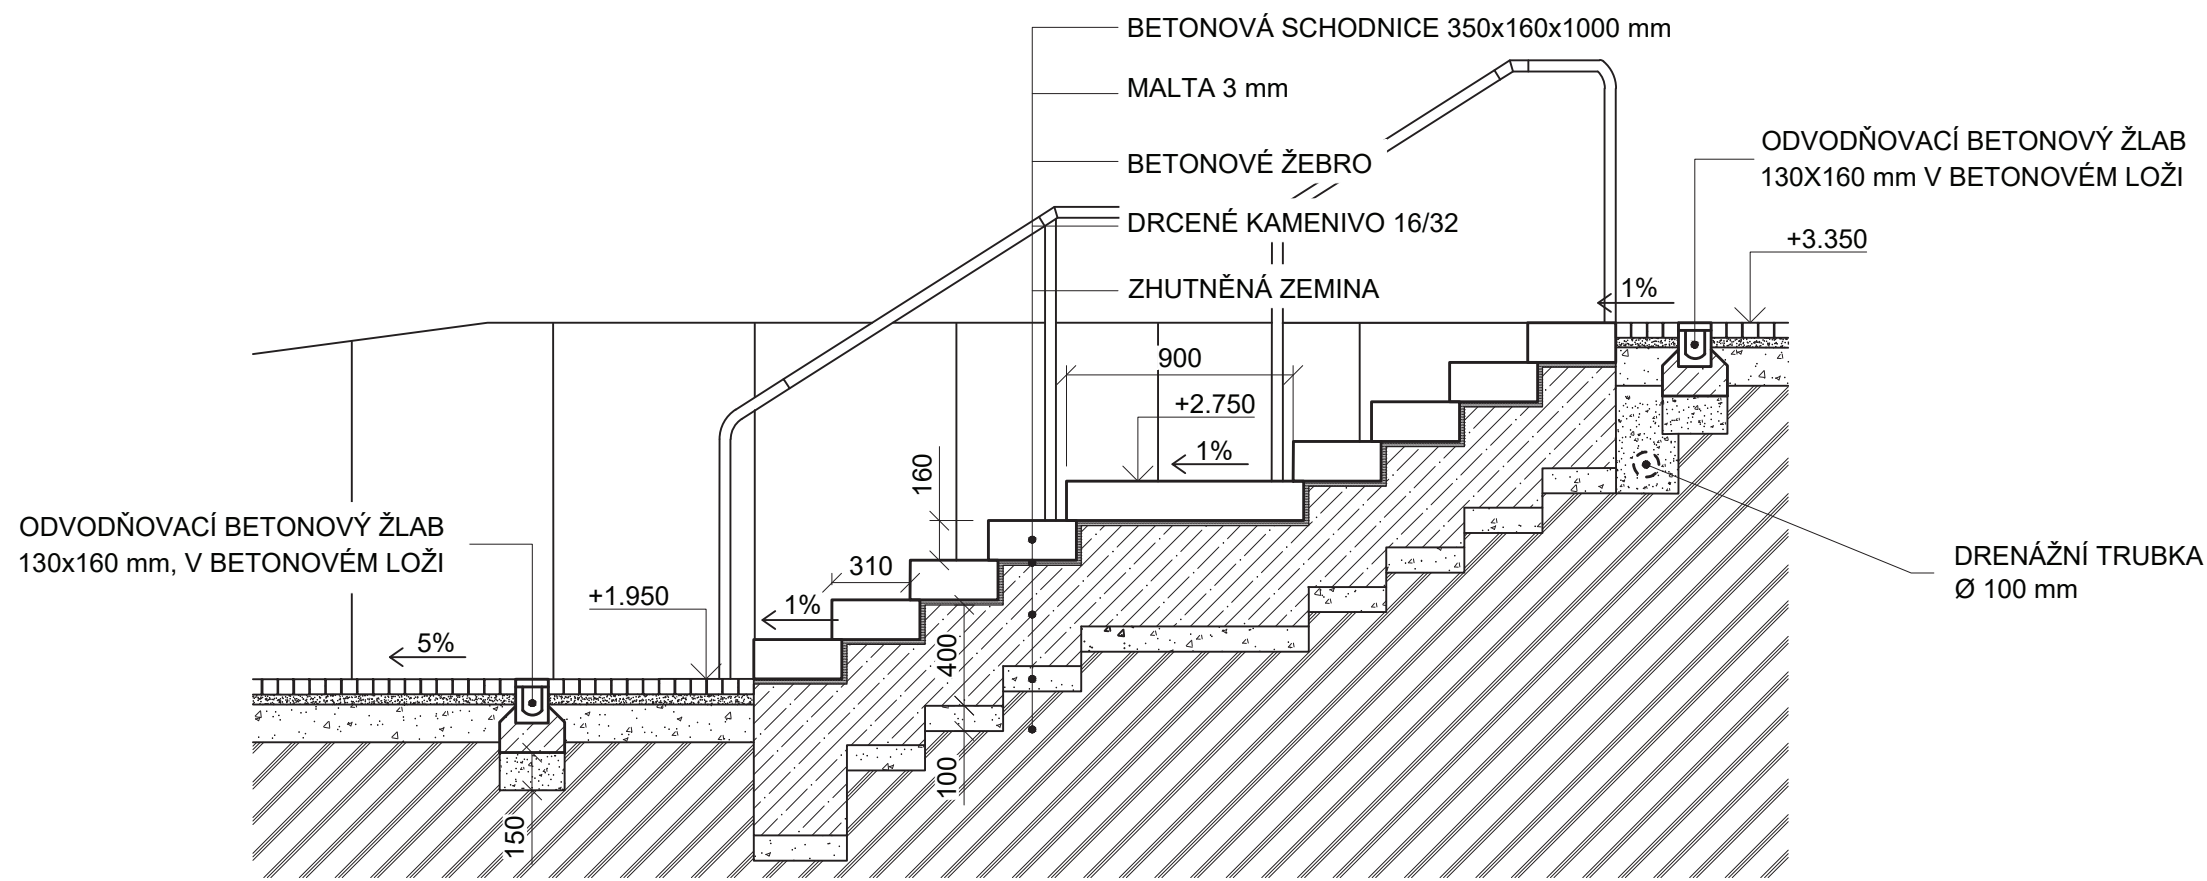 BETONOVÁ SCHODNICE 350x160x1000 mm
MALTA 3 mm
BETONOVÉ ŽEBRO
DRCENÉ KAMENIVO 16/32
ZHUTNĚNÁ ZEMINA
ODVODŇOVACÍ BETONOVÝ ŽLAB
130X160 mm V BETONOVÉM LOŽI
+3.350
1%
900
+2.750
1%
160
ODVODŇOVACÍ BETONOVÝ ŽLAB
130x160 mm, V BETONOVÉM LOŽI
310
+1.950
1%
5%
400
100
150
DRENÁŽNÍ TRUBKA
Ø 100 mm